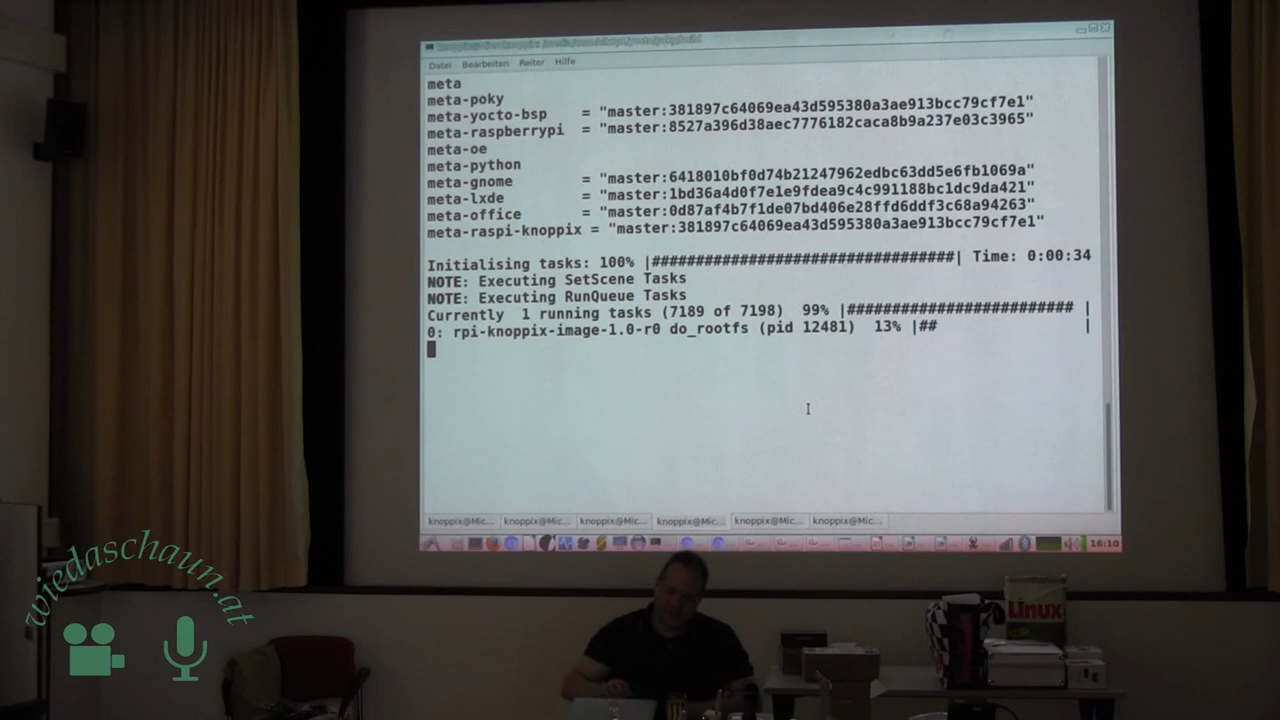 Datei Bearbeiten Reiter Hilfe
meta
meta-poky
meta-yocto-bsp = "master:381897c64069ea43d595380a3ae913bcc79cf7e1"
meta-raspberrypi = "master:8527a396d38aec7776182caca8b9a237e03c3965"
meta-oe
meta-python
meta-gnome = "master:6418010bf0d74b21247962edbc63dd5e6fb1069a"
meta-lxde = "master:1bd36a4d0f7e1e9fdea9c4c991188bc1dc9da421"
meta-office = "master:0d87af4b7f1de07bd406e28ffd6ddf3c68a94263"
meta-raspi-knoppix = "master:381897c64069ea43d595380a3ae913bcc79cf7e1"
Initialising tasks: 100% |###################################| Time: 0:00:34
NOTE: Executing SetScene Tasks
NOTE: Executing RunQueue Tasks
Currently 1 running tasks (7189 of 7198) 99% |########################## |
0: rpi-knoppix-image-1.0-r0 do_rootfs (pid 12481) 13% |## |
knoppix@Mic... knoppix@Mic... knoppix@Mic... knoppix@Mic... knoppix@Mic... knoppix@Mic...
16:10
Linux
wiedaschaun.at